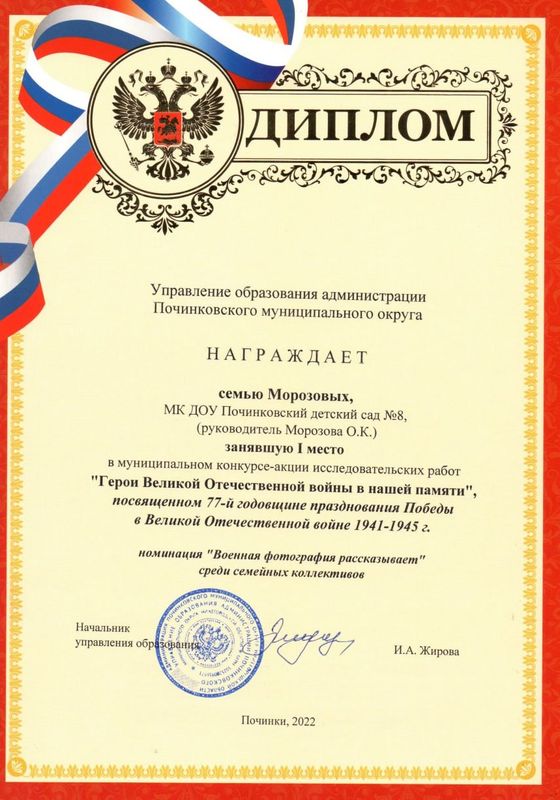 ДИПЛОМ
Управление образования администрации
Починковского муниципального округа
НАГРАЖДАЕТ
семью Морозовых,
МК ДОУ Починковский детский сад №8,
(руководитель Морозова О.К.)
занявшую I место
в муниципальном конкурсе-акции исследовательских работ
"Герои Великой Отечественной войны в нашей памяти",
посвященном 77-й годовщине празднования Победы
в Великой Отечественной войне 1941-1945 г.
номинация "Военная фотография рассказывает"
среди семейных коллективов
Начальник
управления образования
И.А. Жирова
Починки, 2022